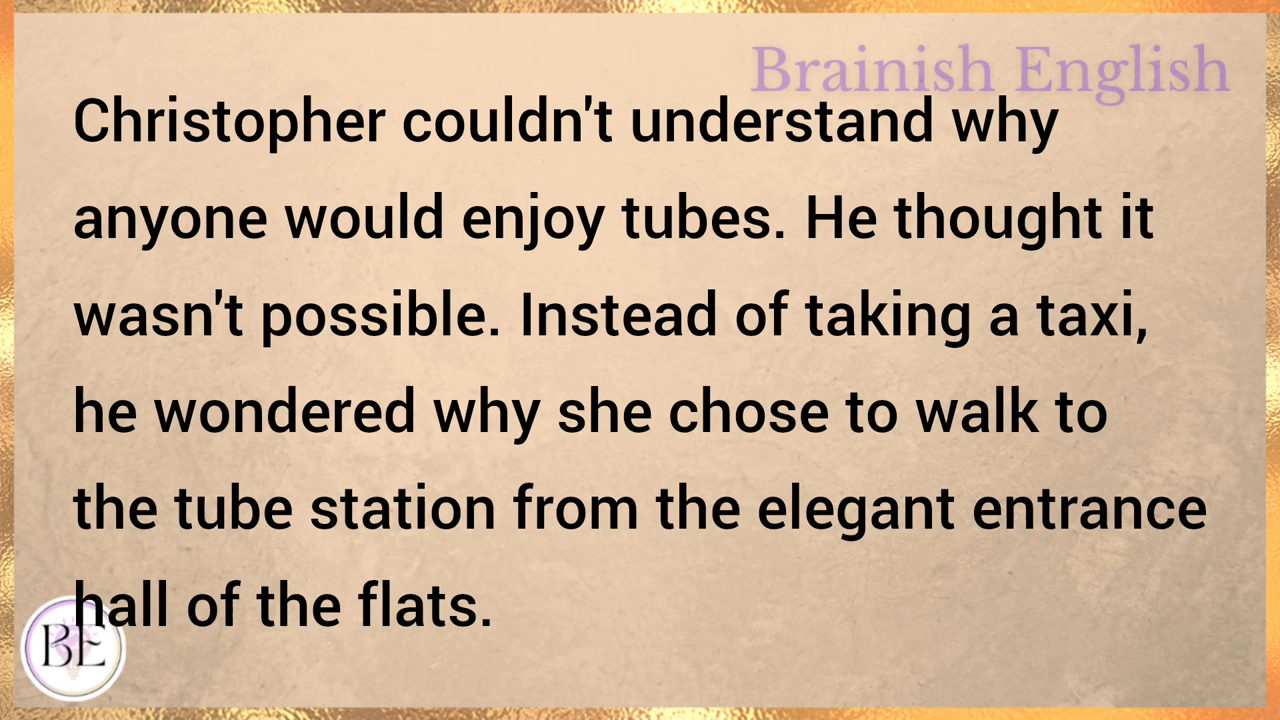 Brainish English
Christopher couldn't understand why
anyone would enjoy tubes. He thought it
wasn't possible. Instead of taking a taxi,
he wondered why she chose to walk to
the tube station from the elegant entrance
hall of the flats.
BE